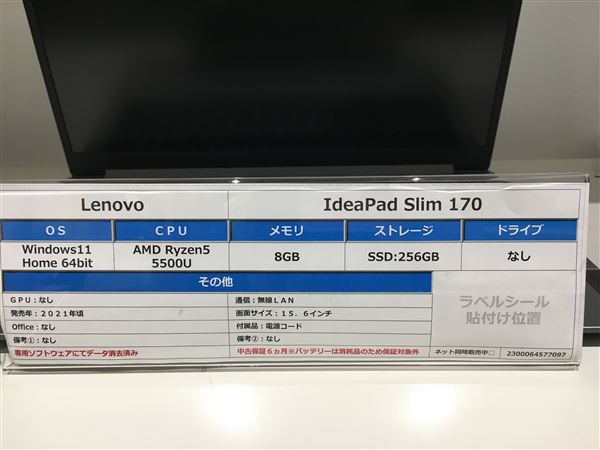 Lenovo IdeaPad Slim 170
OS CPU メモリ ストレージ ドライブ
Windows11 Home 64bit AMD Ryzen5 5500U 8GB SSD:256GB なし
その他
GPU:なし 通信:無線LAN
発売年:2021年頃 画面サイズ:15.6インチ
Office:なし 付属品:電源コード
備考①:なし 備考②:なし
専用ソフトウェアにてデータ消去済み 中古保証6ヵ月※バッテリーは消耗品のため保証対象外 ネット同時販売中□ 2300064577097
ラベルシール
貼付け位置